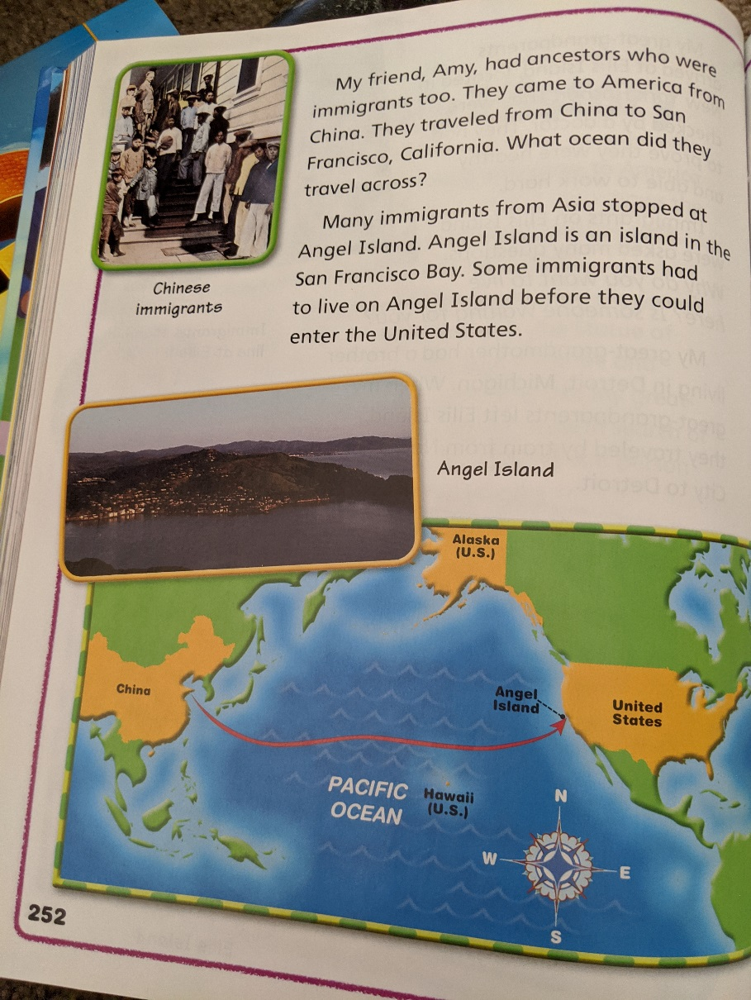 My friend, Amy, had ancestors who were
immigrants too. They came to America from
China. They traveled from China to San
Francisco, California. What ocean did they
travel across?
Many immigrants from Asia stopped at
Angel Island. Angel Island is an island in the
San Francisco Bay. Some immigrants had
to live on Angel Island before they could
enter the United States.
Chinese
immigrants
Angel Island
Alaska
(U.S.)
China
Angel
Island
United
States
PACIFIC
OCEAN
Hawaii
(U.S.)
N
W
E
S
252